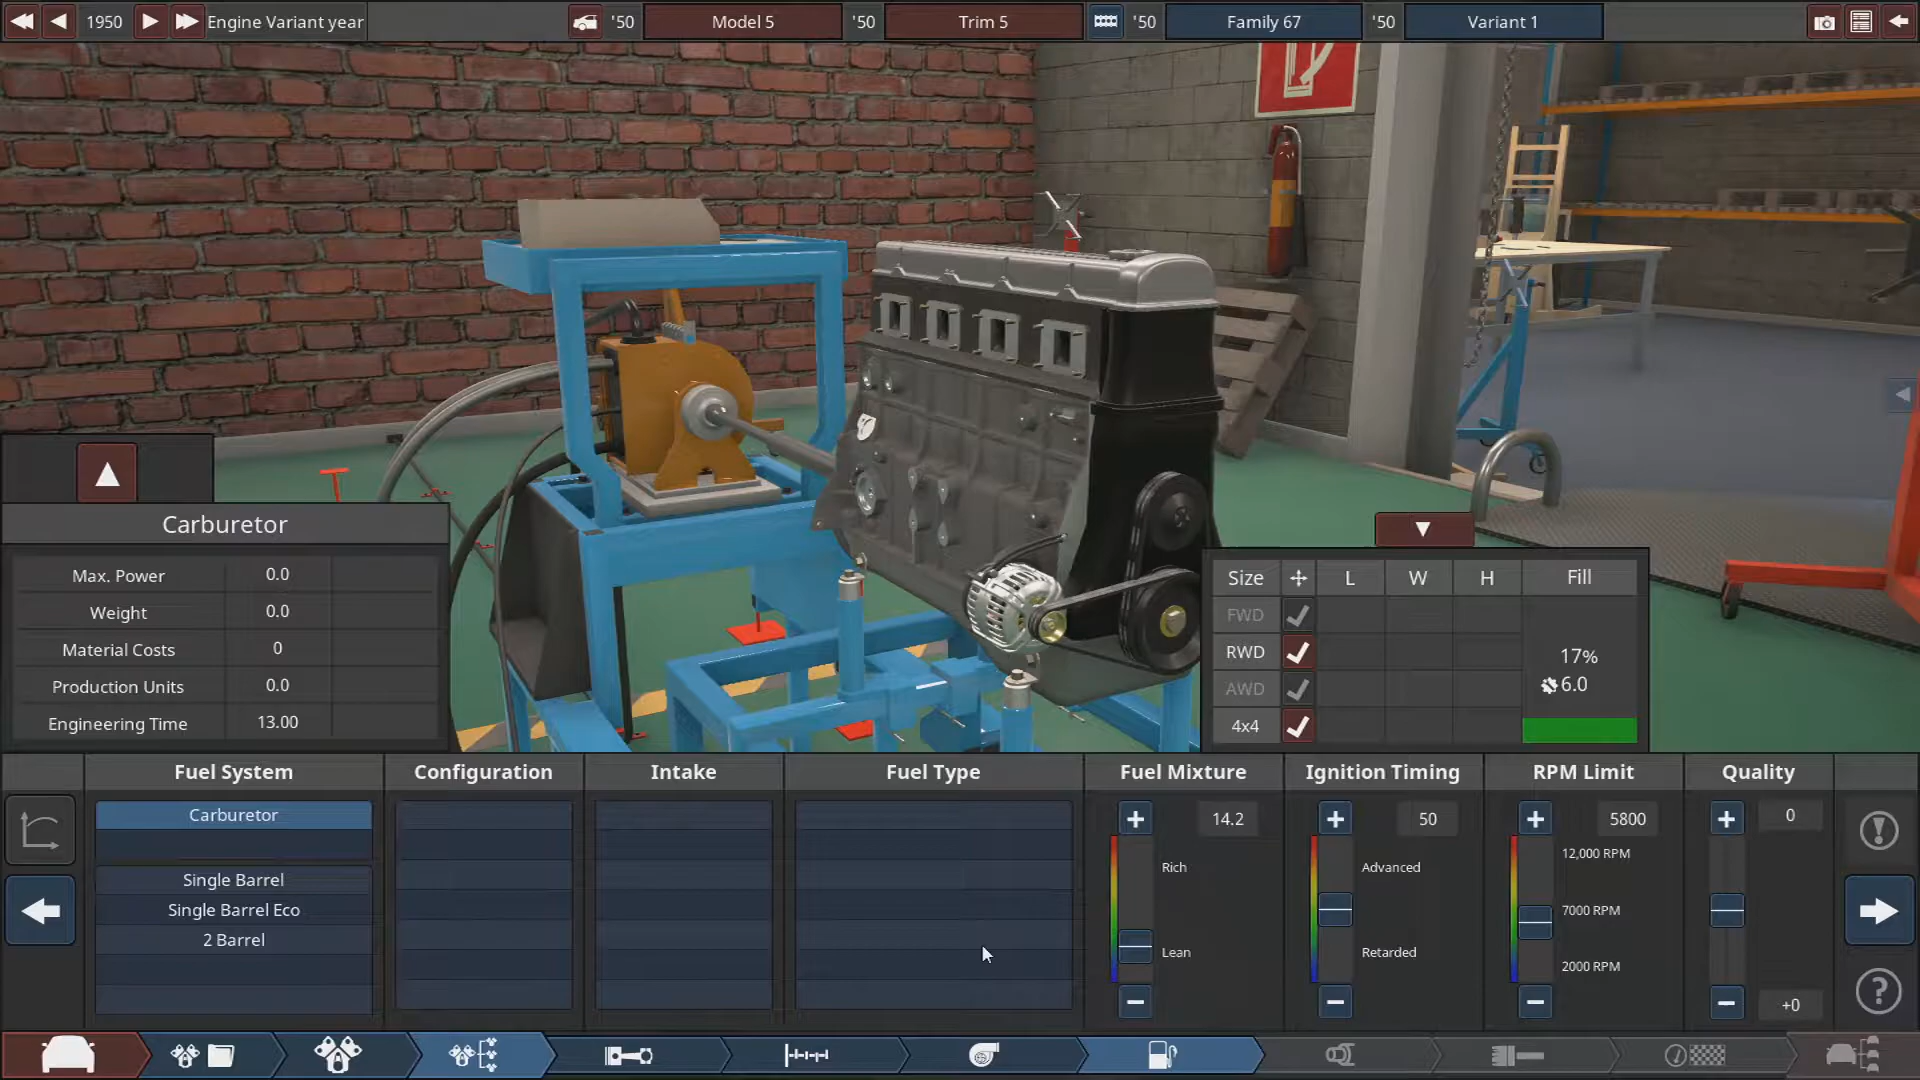 1950
Engine Variant year
'50
Model 5
'50
Trim 5
'50
Family 67
'50
Variant 1
Carburetor
Max. Power 0.0
Weight 0.0
Material Costs 0
Production Units 0.0
Engineering Time 13.00
Size L W H Fill
FWD
RWD
AWD
4x4
17%
6.0
Fuel System
Configuration
Intake
Fuel Type
Fuel Mixture
Ignition Timing
RPM Limit
Quality
Carburetor
Single Barrel
Single Barrel Eco
2 Barrel
+ 14.2
Rich
Lean
−
+ 50
Advanced
Retarded
−
+ 5800
12,000 RPM
7000 RPM
2000 RPM
−
+ 0
− +0
?